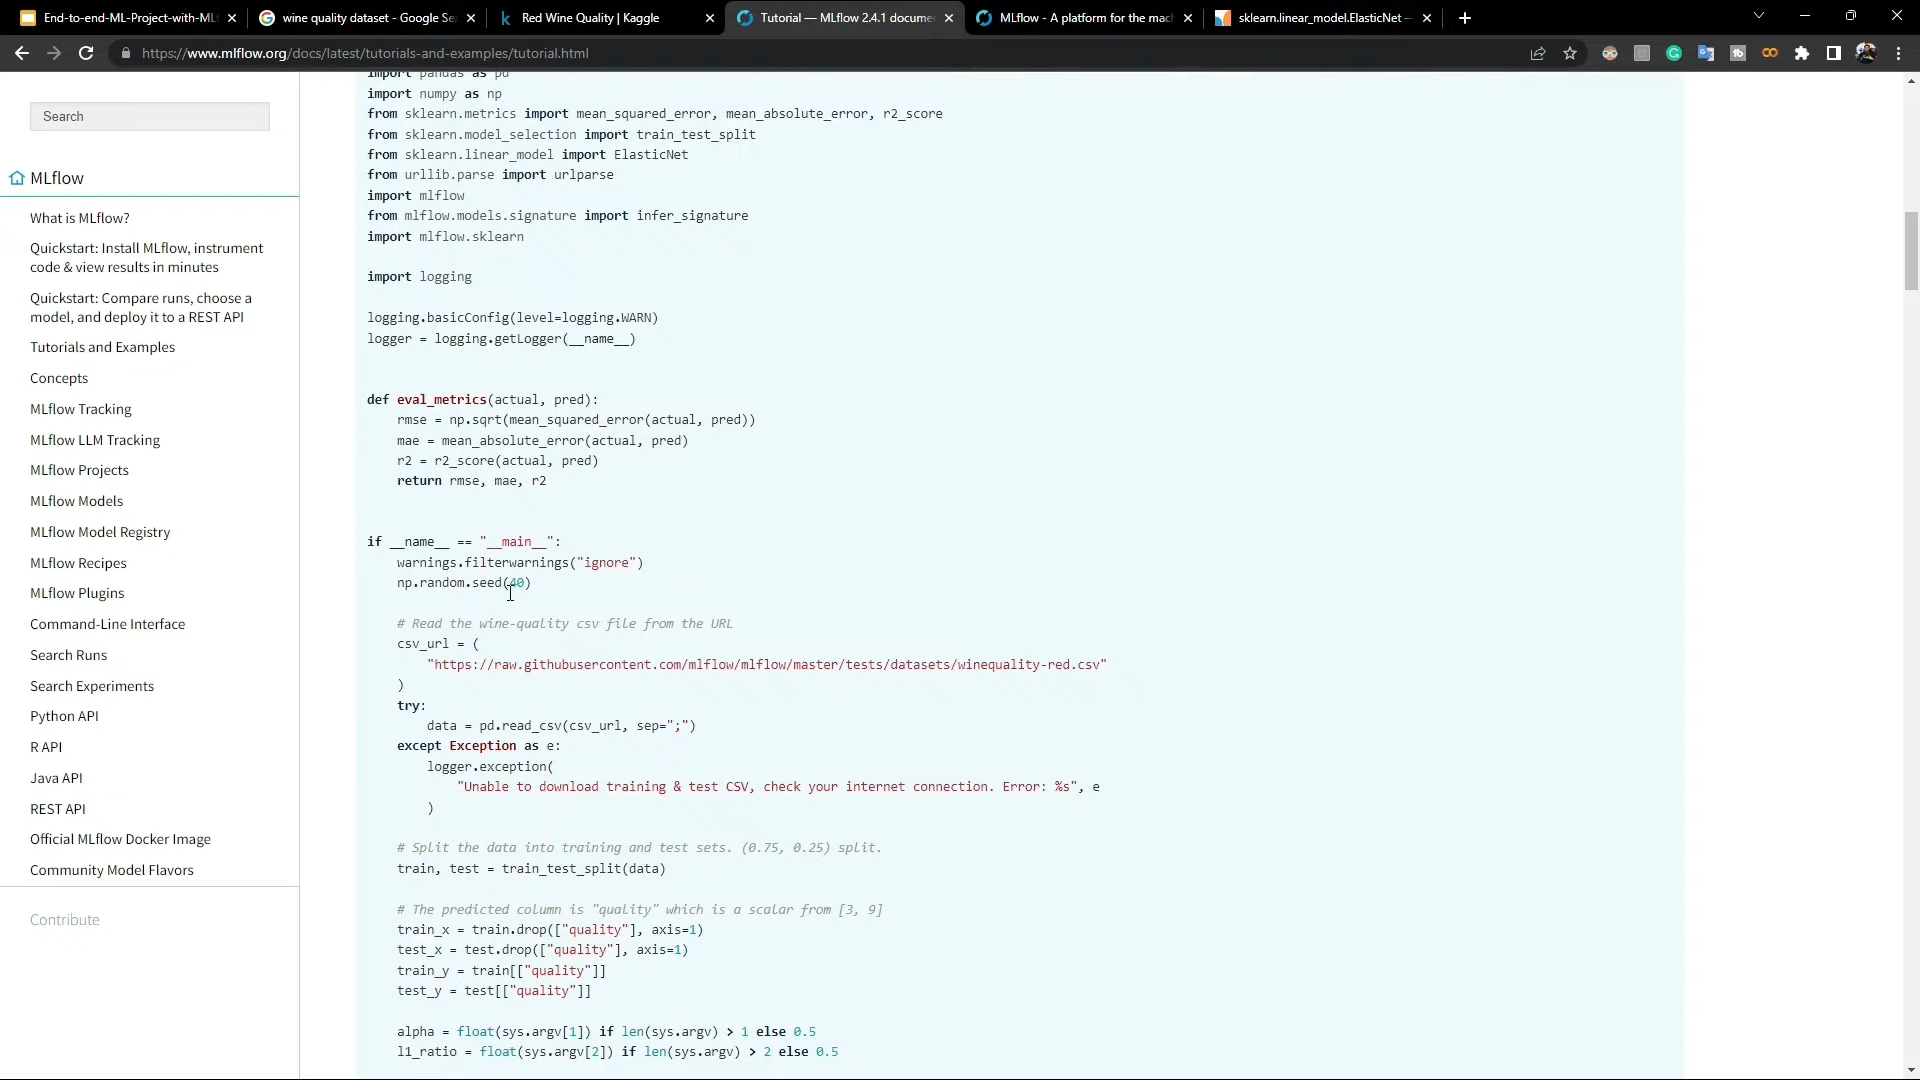 End-to-end-ML-Project-with-ML
wine quality dataset - Google Se
Red Wine Quality | Kaggle
Tutorial — MLflow 2.4.1 docume
MLflow - A platform for the mac
sklearn.linear_model.ElasticNet —
https://www.mlflow.org/docs/latest/tutorials-and-examples/tutorial.html
Search
MLflow
What is MLflow?
Quickstart: Install MLflow, instrument
code & view results in minutes
Quickstart: Compare runs, choose a
model, and deploy it to a REST API
Tutorials and Examples
Concepts
MLflow Tracking
MLflow LLM Tracking
MLflow Projects
MLflow Models
MLflow Model Registry
MLflow Recipes
MLflow Plugins
Command-Line Interface
Search Runs
Search Experiments
Python API
R API
Java API
REST API
Official MLflow Docker Image
Community Model Flavors
Contribute
import pandas as pd
import numpy as np
from sklearn.metrics import mean_squared_error, mean_absolute_error, r2_score
from sklearn.model_selection import train_test_split
from sklearn.linear_model import ElasticNet
from urllib.parse import urlparse
import mlflow
from mlflow.models.signature import infer_signature
import mlflow.sklearn
import logging
logging.basicConfig(level=logging.WARN)
logger = logging.getLogger(__name__)
def eval_metrics(actual, pred):
rmse = np.sqrt(mean_squared_error(actual, pred))
mae = mean_absolute_error(actual, pred)
r2 = r2_score(actual, pred)
return rmse, mae, r2
if __name__ == "__main__":
warnings.filterwarnings("ignore")
np.random.seed(40)
# Read the wine-quality csv file from the URL
csv_url = (
"https://raw.githubusercontent.com/mlflow/mlflow/master/tests/datasets/winequality-red.csv"
)
try:
data = pd.read_csv(csv_url, sep=";")
except Exception as e:
logger.exception(
"Unable to download training & test CSV, check your internet connection. Error: %s", e
)
# Split the data into training and test sets. (0.75, 0.25) split.
train, test = train_test_split(data)
# The predicted column is "quality" which is a scalar from [3, 9]
train_x = train.drop(["quality"], axis=1)
test_x = test.drop(["quality"], axis=1)
train_y = train[["quality"]]
test_y = test[["quality"]]
alpha = float(sys.argv[1]) if len(sys.argv) > 1 else 0.5
l1_ratio = float(sys.argv[2]) if len(sys.argv) > 2 else 0.5